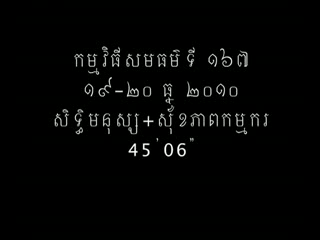 កម្មវិធីសមធម៌ទី ១៦៧
១៩-២០ ធ្នូ ២០១០
សិទ្ធិមនុស្ស+សុខភាពកម្មករ
45'06"